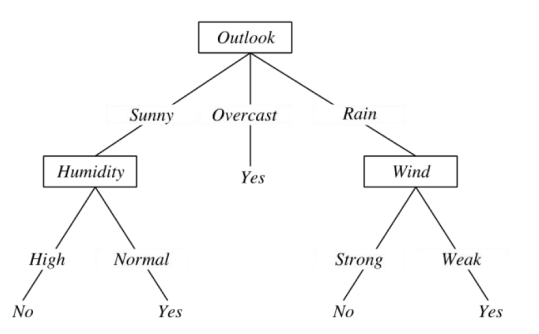 Outlook
Sunny Overcast Rain
Humidity Yes Wind
High Normal Strong Weak
No Yes No Yes